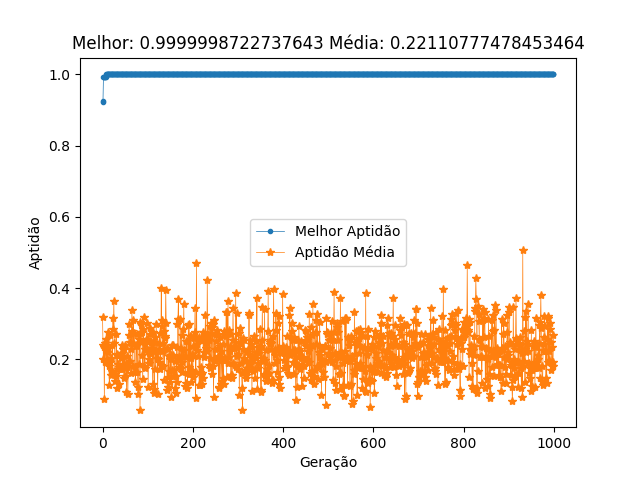 Melhor: 0.9999998722737643 Média: 0.22110777478453464
1.0
0.8
0.6
0.4
0.2
Aptidão
Melhor Aptidão
Aptidão Média
0 200 400 600 800 1000
Geração